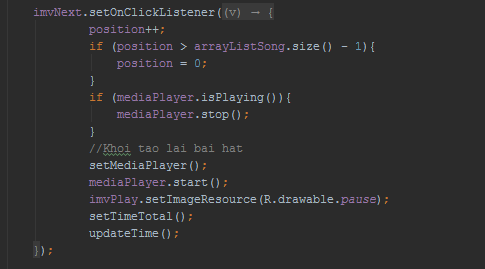 imvNext.setOnClickListener((v) → {
position++;
if (position > arrayListSong.size() - 1){
position = 0;
}
if (mediaPlayer.isPlaying()){
mediaPlayer.stop();
}
//Khoi tao lai bai hat
setMediaPlayer();
mediaPlayer.start();
imvPlay.setImageResource(R.drawable.pause);
setTimeTotal();
updateTime();
});